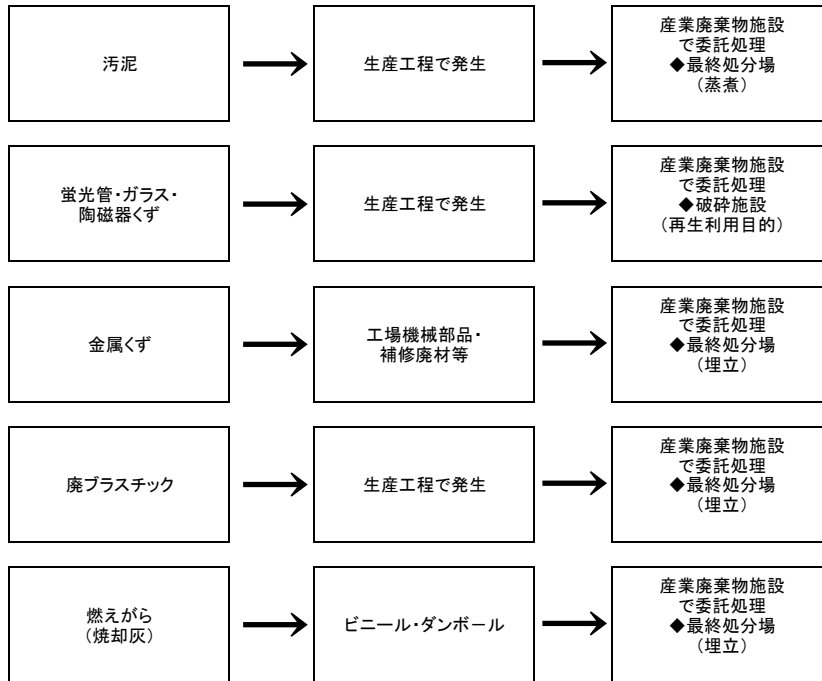 汚泥
生産工程で発生
産業廃棄物施設
で委託処理
◆最終処分場
(蒸煮)
蛍光管・ガラス・
陶磁器くず
生産工程で発生
産業廃棄物施設
で委託処理
◆破砕施設
(再生利用目的)
金属くず
工場機械部品・
補修廃材等
産業廃棄物施設
で委託処理
◆最終処分場
(埋立)
廃プラスチック
生産工程で発生
産業廃棄物施設
で委託処理
◆最終処分場
(埋立)
燃えがら
(焼却灰)
ビニール・ダンボール
産業廃棄物施設
で委託処理
◆最終処分場
(埋立)